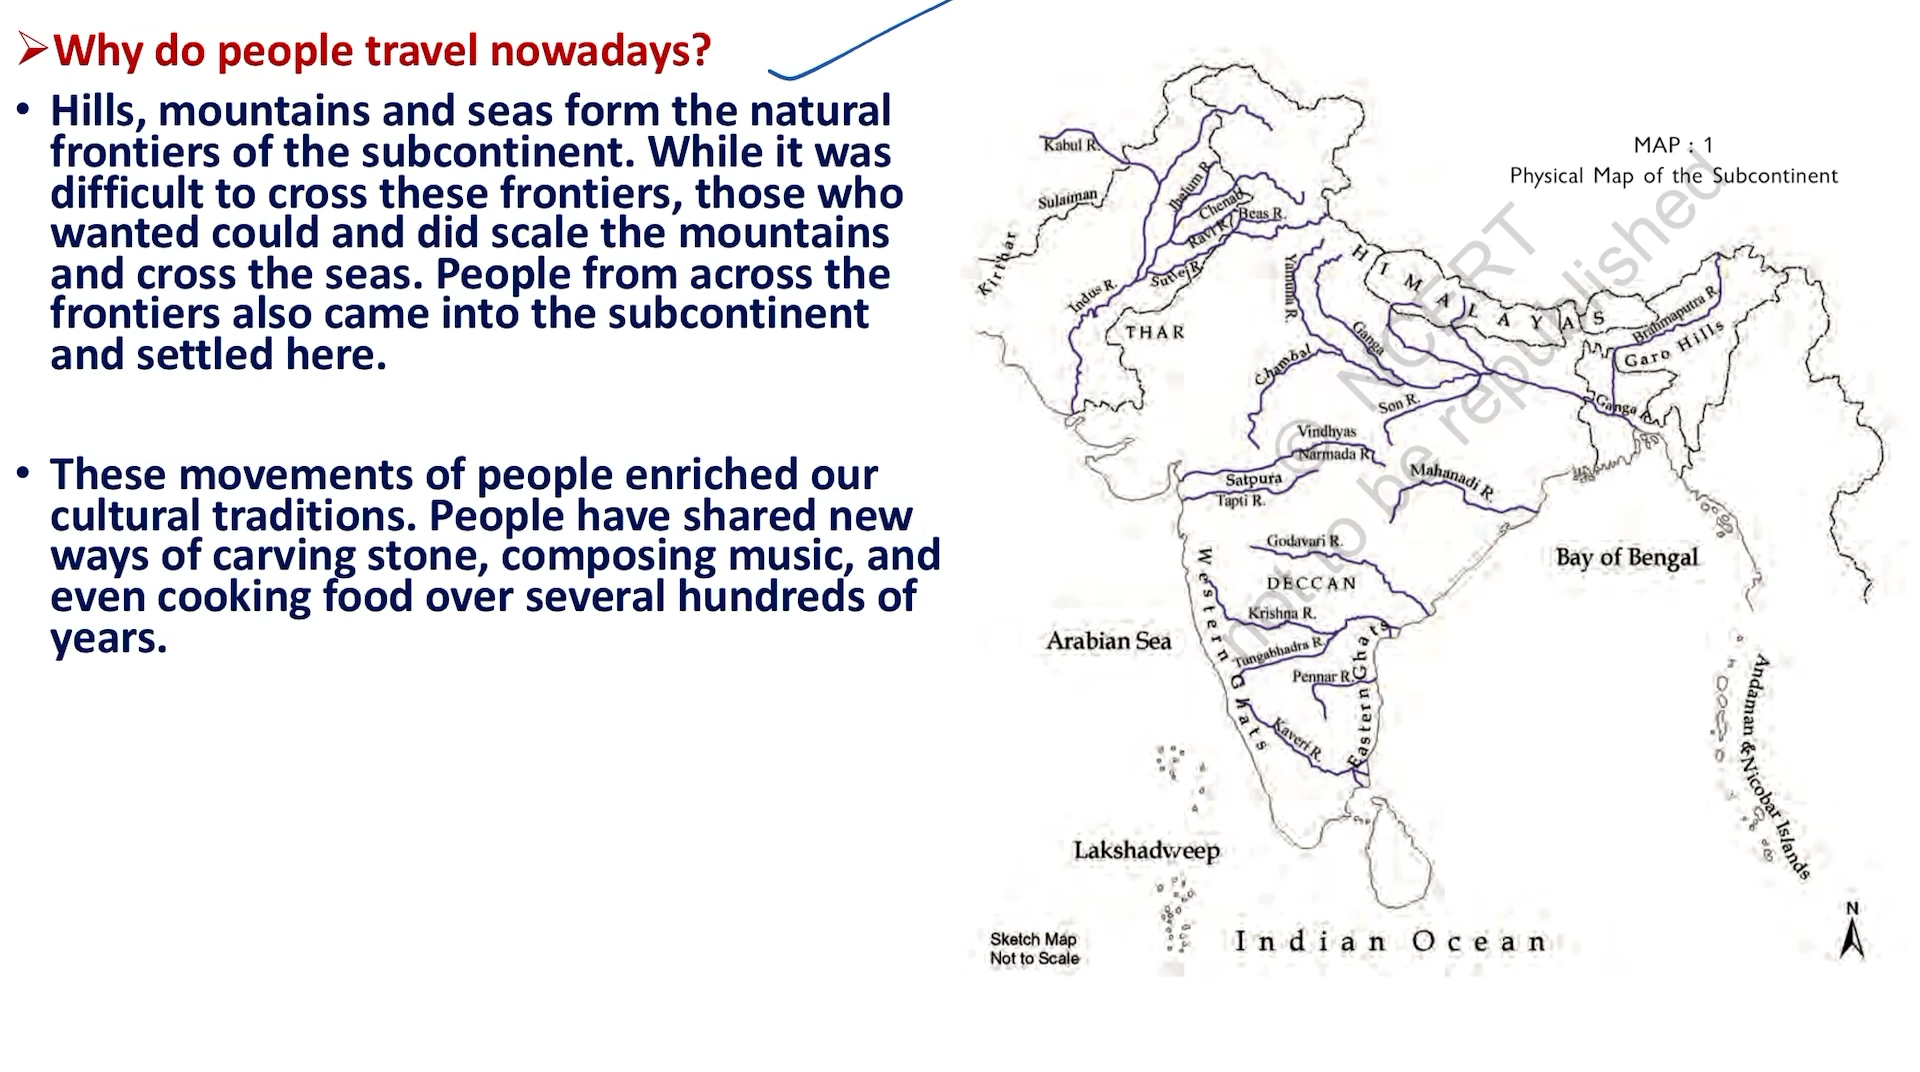 Why do people travel nowadays?
• Hills, mountains and seas form the natural
frontiers of the subcontinent. While it was
difficult to cross these frontiers, those who
wanted could and did scale the mountains
and cross the seas. People from across the
frontiers also came into the subcontinent
and settled here.
• These movements of people enriched our
cultural traditions. People have shared new
ways of carving stone, composing music, and
even cooking food over several hundreds of
years.
MAP : 1
Physical Map of the Subcontinent
Kabul R.
Sulaiman
Kirthar
Jhelum R.
Chenab
Beas R.
Ravi R.
Sutlej R.
Indus R.
THAR
HIMALAYAS
Yamuna R.
Ganga
Chambal
Son R.
Brahmaputra R.
Garo Hills
Ganga R.
Vindhyas
Narmada R.
Satpura
Tapti R.
Mahanadi R.
Godavari R.
DECCAN
Krishna R.
Tungabhadra R.
Pennar R.
Kaveri R.
Western Ghats
Eastern Ghats
Bay of Bengal
Arabian Sea
Andaman & Nicobar Islands
Lakshadweep
Indian Ocean
Sketch Map
Not to Scale
N
© NCERT
not to be republished